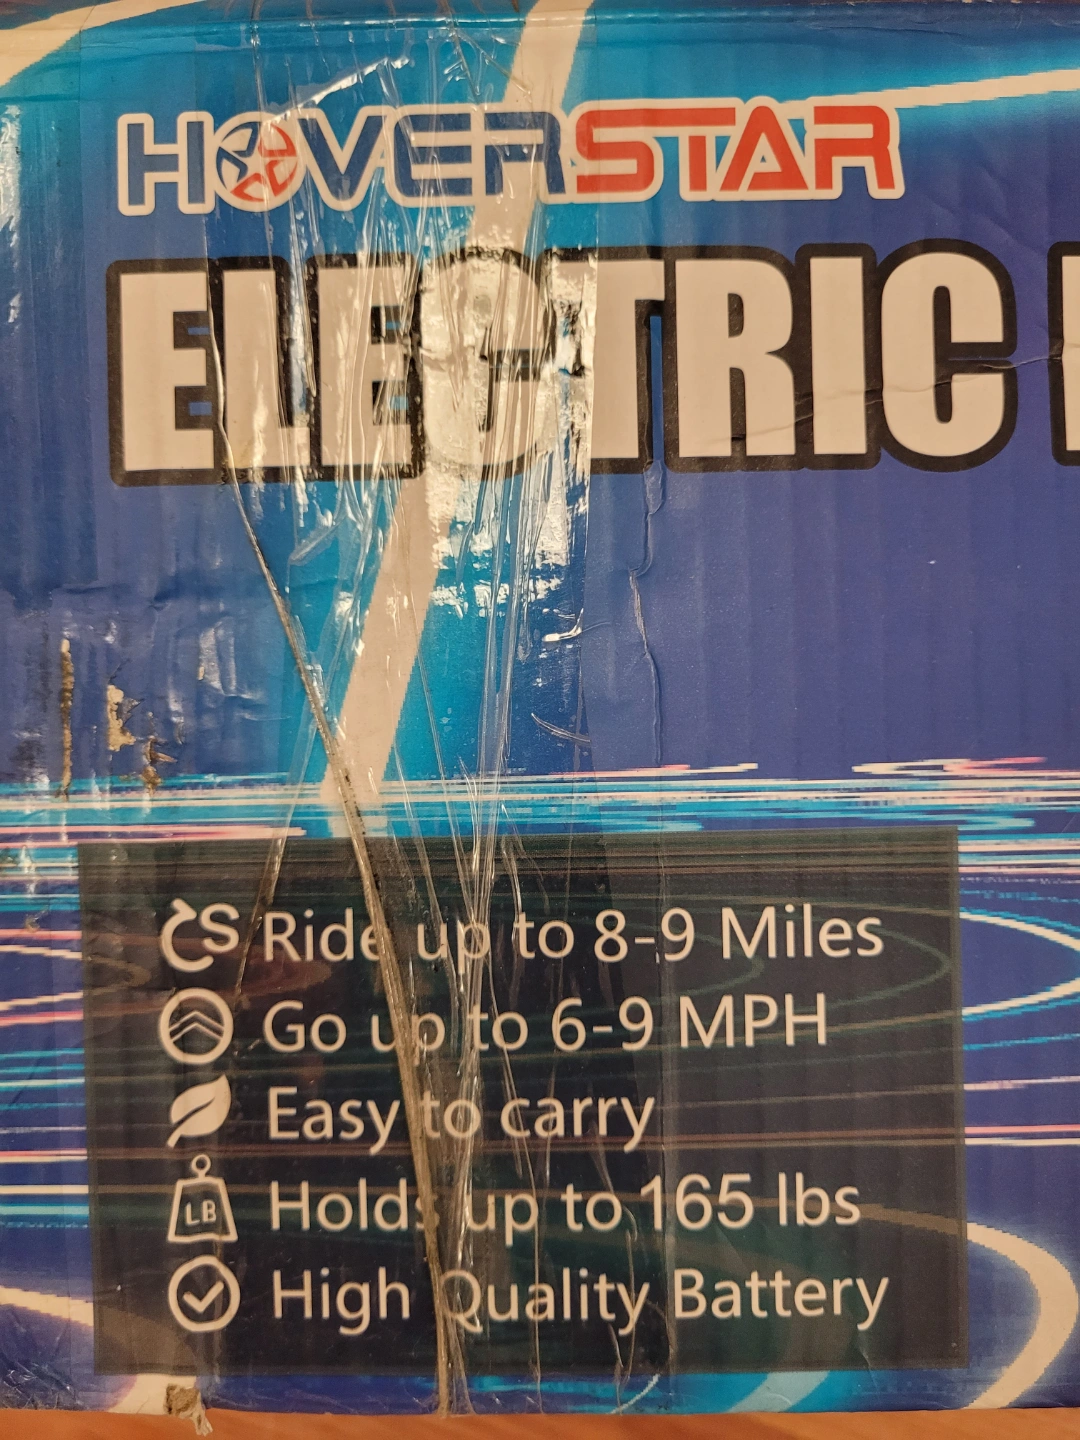 HOVERSTAR
ELECTRIC
Ride up to 8-9 Miles
Go up to 6-9 MPH
Easy to carry
LB
Holds up to 165 lbs
High Quality Battery